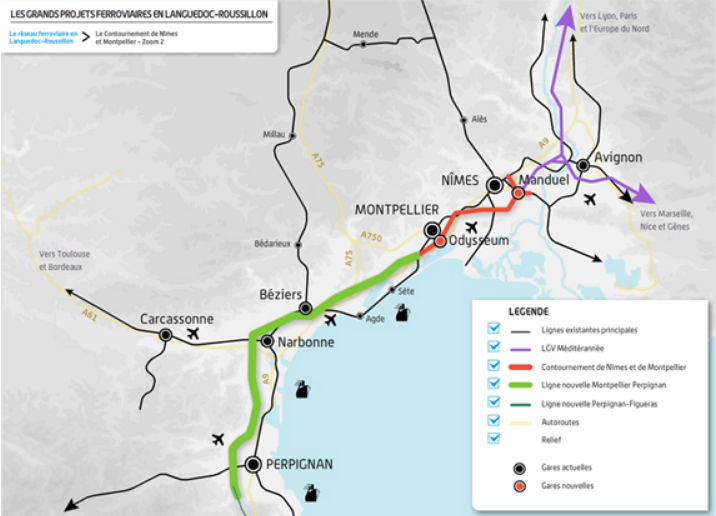 LES GRANDS PROJETS FERROVIAIRES EN LANGUEDOC-ROUSSILLON
Le réseau ferroviaire en
Languedoc-Roussillon
>
Le Contournement de Nîmes
et Montpellier - Zoom 2
Vers Lyon, Paris
et l'Europe du Nord
Mende
Alès
Millau
A75
A9
Avignon
NÎMES
Manduel
MONTPELLIER
Vers Marseille,
Nice et Gênes
Odysseum
A750
Bédarieux
A75
Vers Toulouse
et Bordeaux
Sète
Béziers
Agde
A61
Carcassonne
Narbonne
A9
PERPIGNAN
LEGENDE
Lignes existantes principales
LGV Méditérannée
Contournement de Nîmes et de Montpellier
Ligne nouvelle Montpellier Perpignan
Ligne nouvelle Perpignan-Figueras
Autoroutes
Relief
Gares actuelles
Gares nouvelles